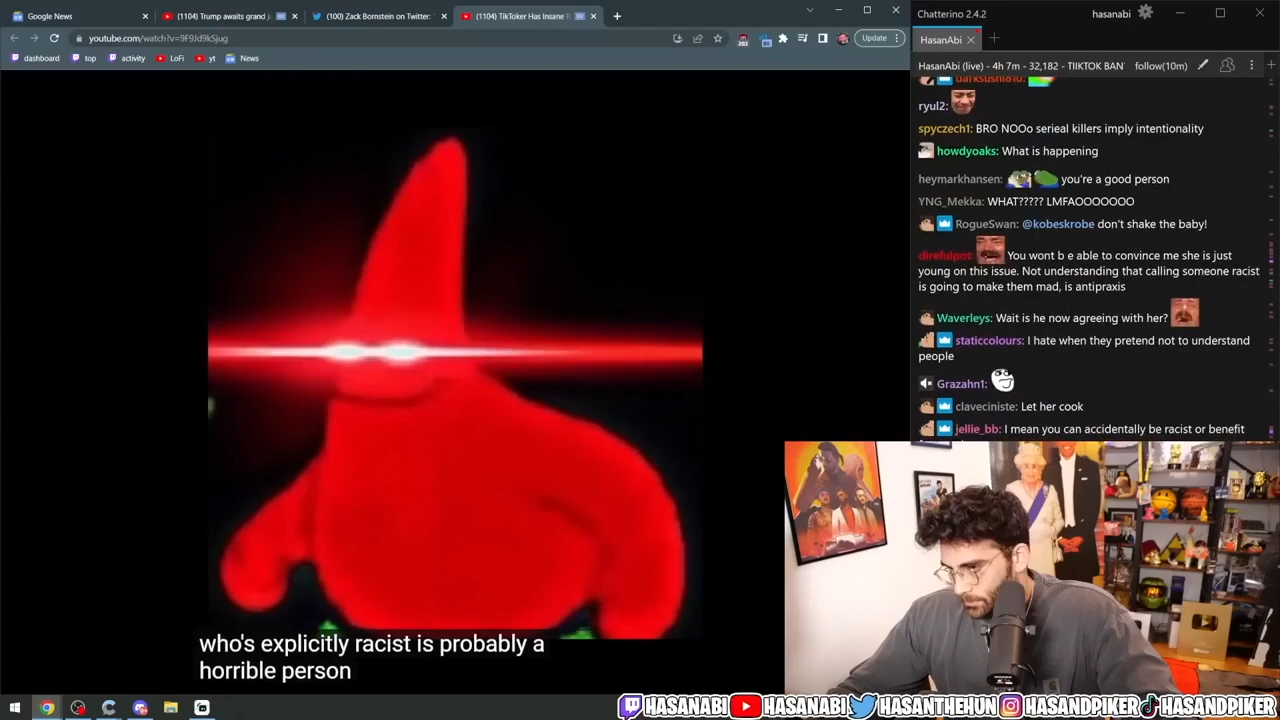 Google News
(1104) Trump awaits grand j
(100) Zack Bornstein on Twitter:
(1104) TikToker Has Insane R
youtube.com/watch?v=9F9Jd9kSjug
202
Update
dashboard
top
activity
LoFi
yt
News
who's explicitly racist is probably a
horrible person
Chatterino 2.4.2
hasanabi
HasanAbi
HasanAbi (live) - 4h 7m - 32,182 - TIIKTOK BAN
follow(10m)
darksushi810:
ryul2:
spyczech1: BRO NOOo serieal killers imply intentionality
howdyoaks: What is happening
heymarkhansen: you're a good person
YNG_Mekka: WHAT????? LMFAOOOOOOO
RogueSwan: @kobeskrobe don't shake the baby!
direfulpot: You wont b e able to convince me she is just
young on this issue. Not understanding that calling someone racist
is going to make them mad, is antipraxis
Waverleys: Wait is he now agreeing with her?
staticcolours: I hate when they pretend not to understand
people
Grazahn1:
claveciniste: Let her cook
jellie_bb: I mean you can accidentally be racist or benefit
HASANABI HASANABI HASANTHEHUN HASANDPIKER HASANDPIKER